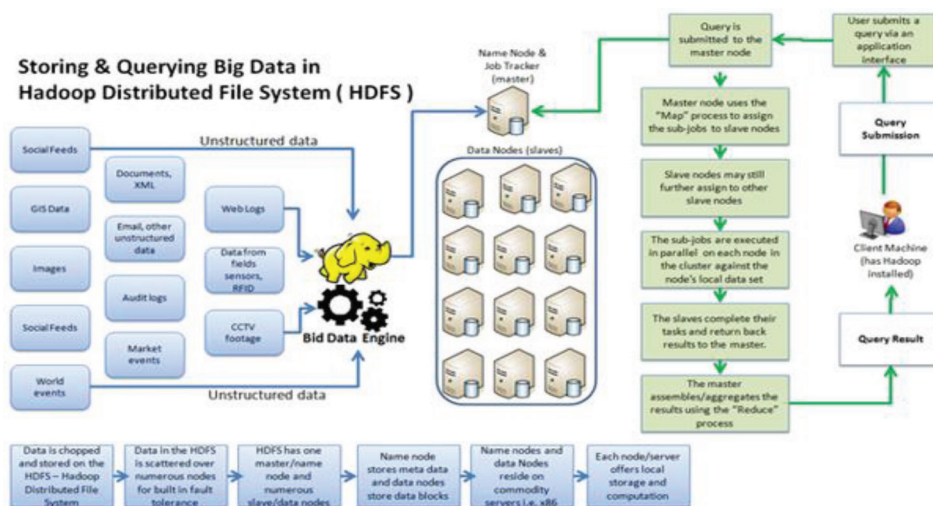 Storing & Querying Big Data in
Hadoop Distributed File System ( HDFS )
Social Feeds
GIS Data
Images
Social Feeds
World
events
Documents,
XML
Email, other
unstructured
data
Audit logs
Market
events
Web Logs
Data from
fields
sensors,
RFID
CCTV
footage
Unstructured data
Bid Data Engine
Unstructured data
Name Node &
Job Tracker
(master)
Data Nodes (slaves)
Query is
submitted to the
master node
Master node uses the
"Map" process to assign
the sub-jobs to slave nodes
Slave nodes may still
further assign to other
slave nodes
The sub-jobs are executed
in parallel on each node in
the cluster against the
node's local data set
The slaves complete their
tasks and return back
results to the master.
The master
assembles/aggregates the
results using the "Reduce"
process
User submits a
query via an
application
interface
Query
Submission
Client Machine
(has Hadoop
installed)
Query Result
Data is chopped
and stored on the
HDFS – Hadoop
Distributed File
System
Data in the HDFS
is scattered over
numerous nodes
for built in fault
tolerance
HDFS has one
master/name
node and
numerous
slave/data nodes
Name node
stores meta data
and data nodes
store data blocks
Name nodes and
data Nodes
reside on
commodity
servers i.e. x86
Each node/server
offers local
storage and
computation